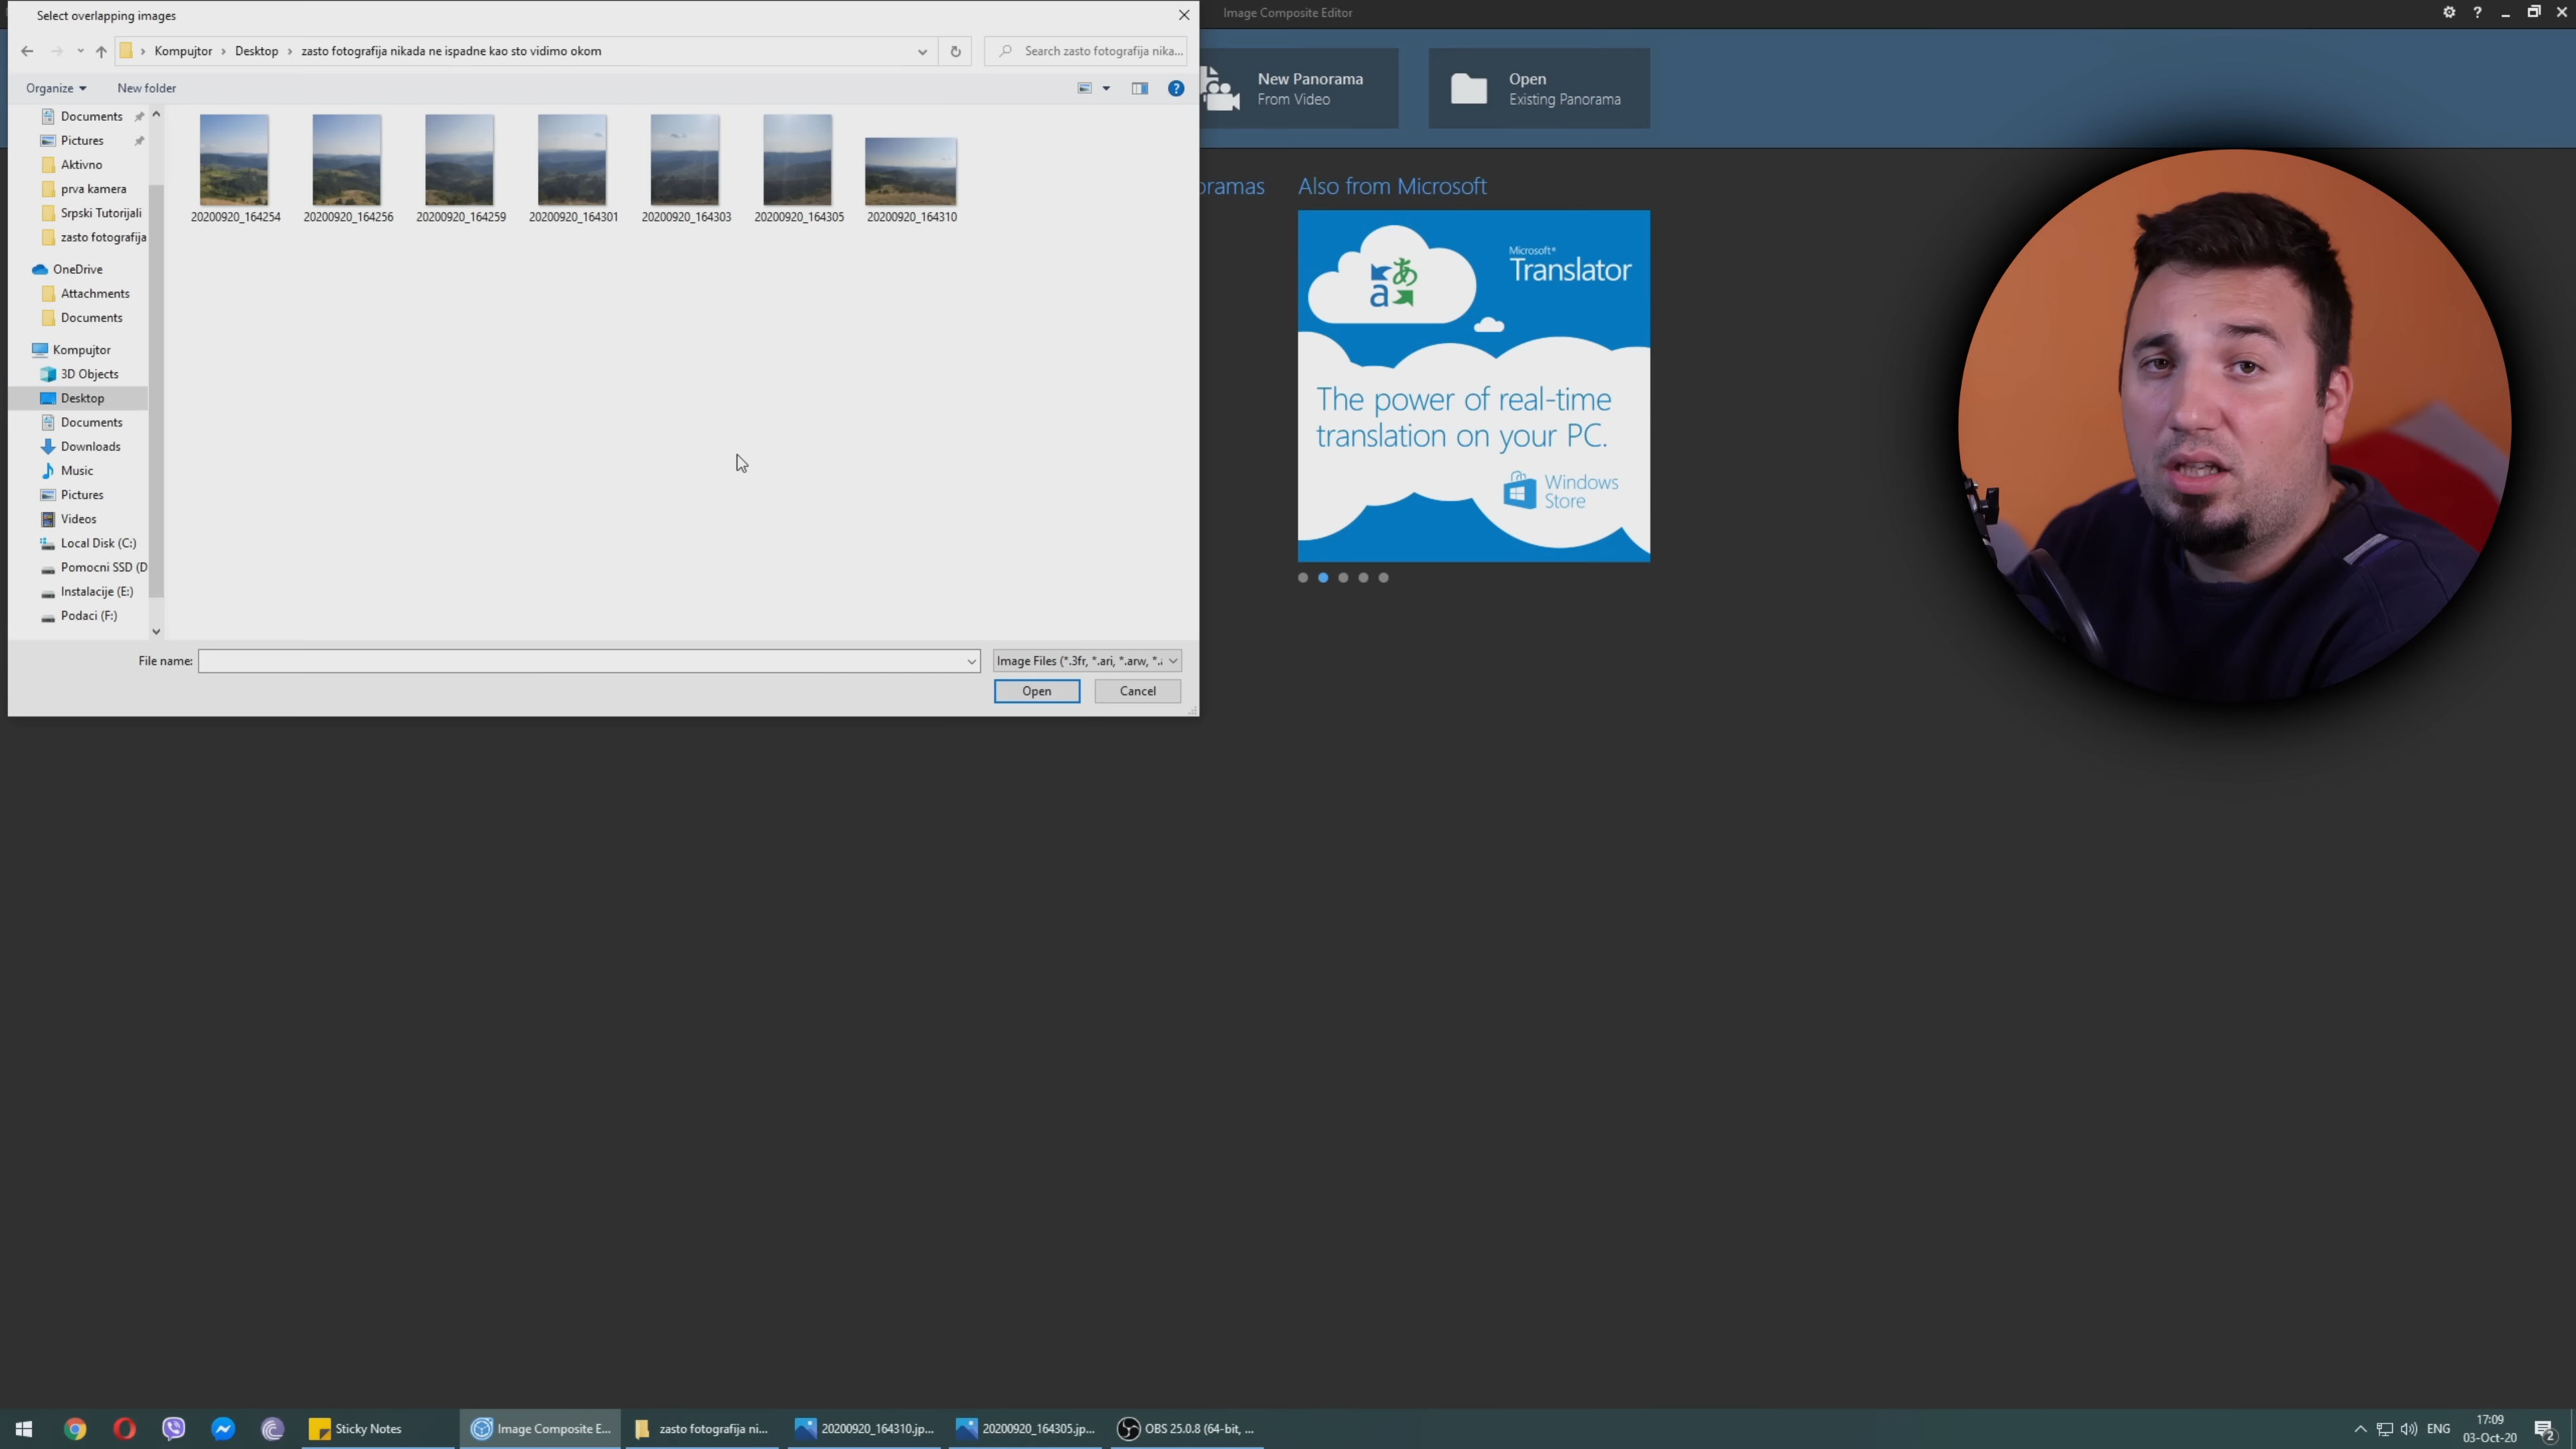 Select overlapping images
Image Composite Editor
Kompujtor
Desktop
zasto fotografija nikada ne ispadne kao sto vidimo okom
Search zasto fotografija nika...
Organize
New folder
New Panorama
From Video
Open
Existing Panorama
Documents
Pictures
Aktivno
prva kamera
Srpski Tutorijali
zasto fotografija
OneDrive
Attachments
Documents
Kompujtor
3D Objects
Desktop
Documents
Downloads
Music
Pictures
Videos
Local Disk (C:)
Pomocni SSD (D
Instalacije (E:)
Podaci (F:)
20200920_164254
20200920_164256
20200920_164259
20200920_164301
20200920_164303
20200920_164305
20200920_164310
File name:
Image Files (*.3fr, *.ari, *.arw, *.
Open
Cancel
oramas
Also from Microsoft
a あ
Microsoft®
Translator
The power of real-time
translation on your PC.
Windows
Store
Sticky Notes
Image Composite E...
zasto fotografija ni...
20200920_164310.jp...
20200920_164305.jp...
OBS 25.0.8 (64-bit, ...
ENG
17:09
03-Oct-20
2